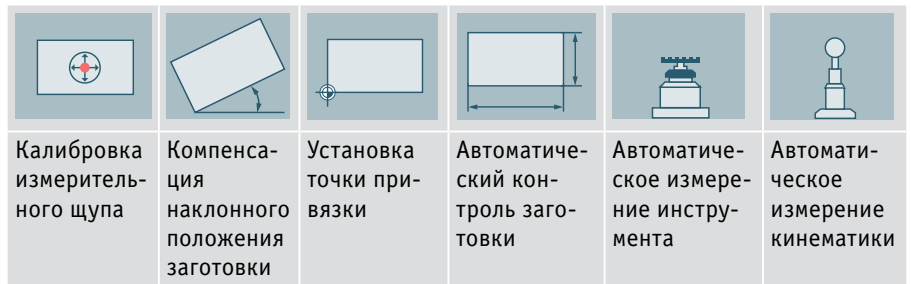 Калибровка
измеритель-
ного щупа
Компенса-
ция
наклонного
положения
заготовки
Установка
точки при-
вязки
Автоматиче-
ский кон-
троль заго-
товки
Автоматиче-
ское измере-
ние инстру-
мента
Автомати-
ческое
измерение
кинематики